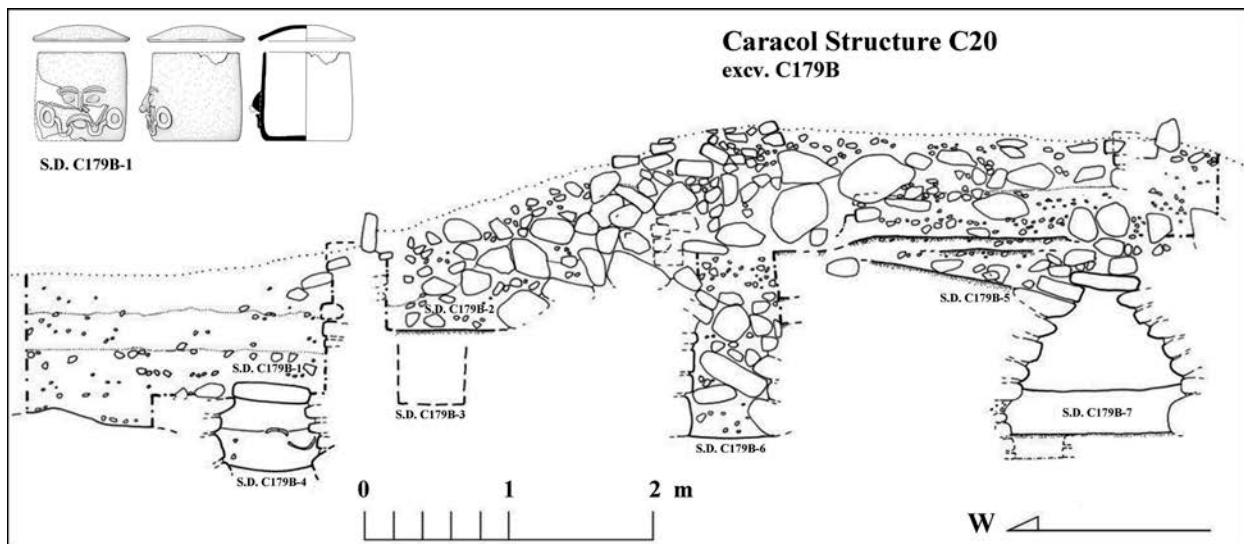 Caracol Structure C20
excv. C179B
S.D. C179B-1
S.D. C179B-2
S.D. C179B-5
S.D. C179B-1
S.D. C179B-3
S.D. C179B-7
S.D. C179B-6
S.D. C179B-4
0 1 2 m
W